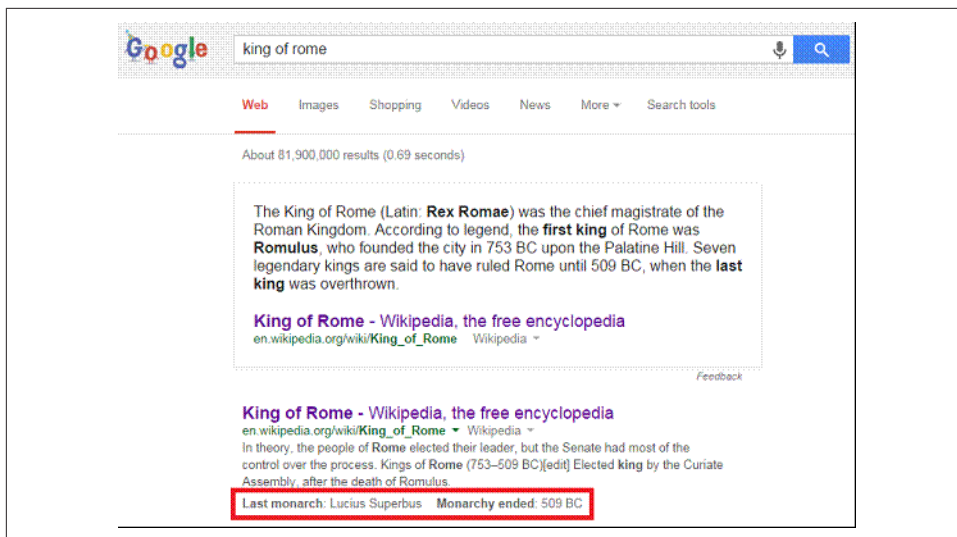 Google king of rome
Web Images Shopping Videos News More Search tools
About 81,900,000 results (0.69 seconds)
The King of Rome (Latin: Rex Romae) was the chief magistrate of the
Roman Kingdom. According to legend, the first king of Rome was
Romulus, who founded the city in 753 BC upon the Palatine Hill. Seven
legendary kings are said to have ruled Rome until 509 BC, when the last
king was overthrown.
King of Rome - Wikipedia, the free encyclopedia
en.wikipedia.org/wiki/King_of_Rome Wikipedia
Feedback
King of Rome - Wikipedia, the free encyclopedia
en.wikipedia.org/wiki/King_of_Rome Wikipedia
In theory, the people of Rome elected their leader, but the Senate had most of the
control over the process. Kings of Rome (753–509 BC)[edit] Elected king by the Curiate
Assembly, after the death of Romulus.
Last monarch: Lucius Superbus Monarchy ended: 509 BC